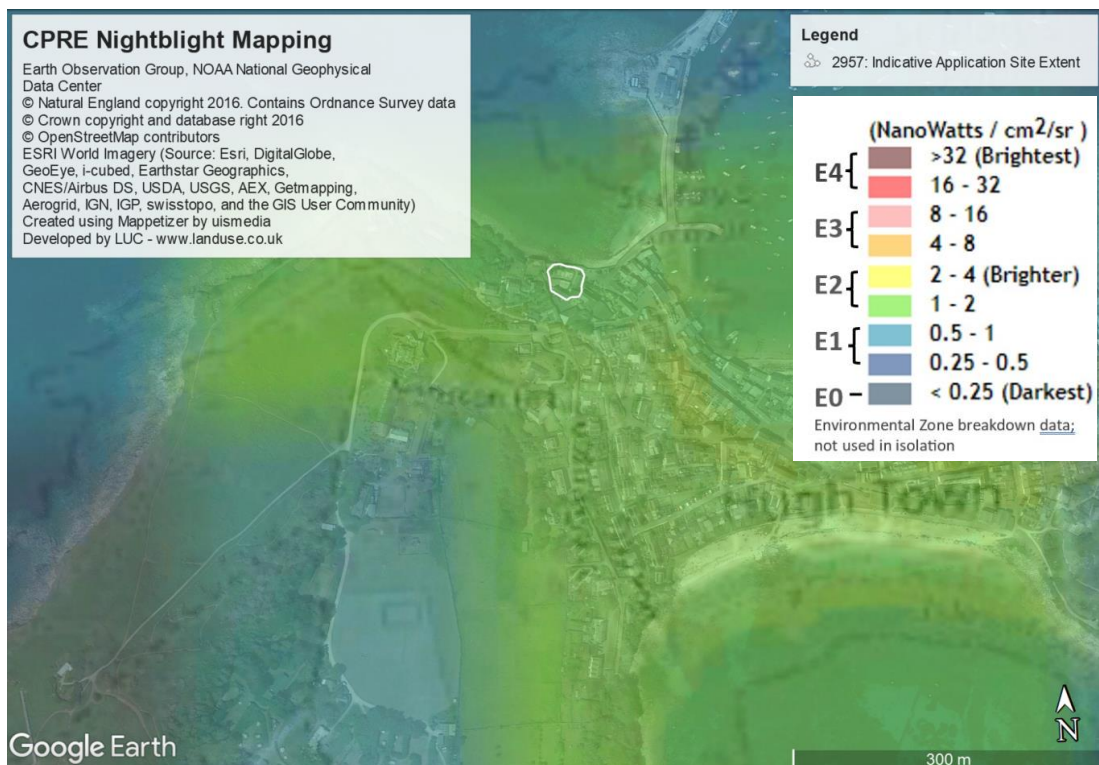 CPRE Nightblight Mapping
Earth Observation Group, NOAA National Geophysical
Data Center
© Natural England copyright 2016. Contains Ordnance Survey data
© Crown copyright and database right 2016
© OpenStreetMap contributors
ESRI World Imagery (Source: Esri, DigitalGlobe,
GeoEye, i-cubed, Earthstar Geographics,
CNES/Airbus DS, USDA, USGS, AEX, Getmapping,
Aerogrid, IGN, IGP, swisstopo, and the GIS User Community)
Created using Mappetizer by uismedia
Developed by LUC - www.landuse.co.uk
Legend
2957: Indicative Application Site Extent
(NanoWatts / cm2/sr )
E4 { >32 (Brightest)
16 - 32
E3 { 8 - 16
4 - 8
E2 { 2 - 4 (Brighter)
1 - 2
E1 { 0.5 - 1
0.25 - 0.5
E0 – < 0.25 (Darkest)
Environmental Zone breakdown data;
not used in isolation
Hugh Town
N
Google Earth
300 m